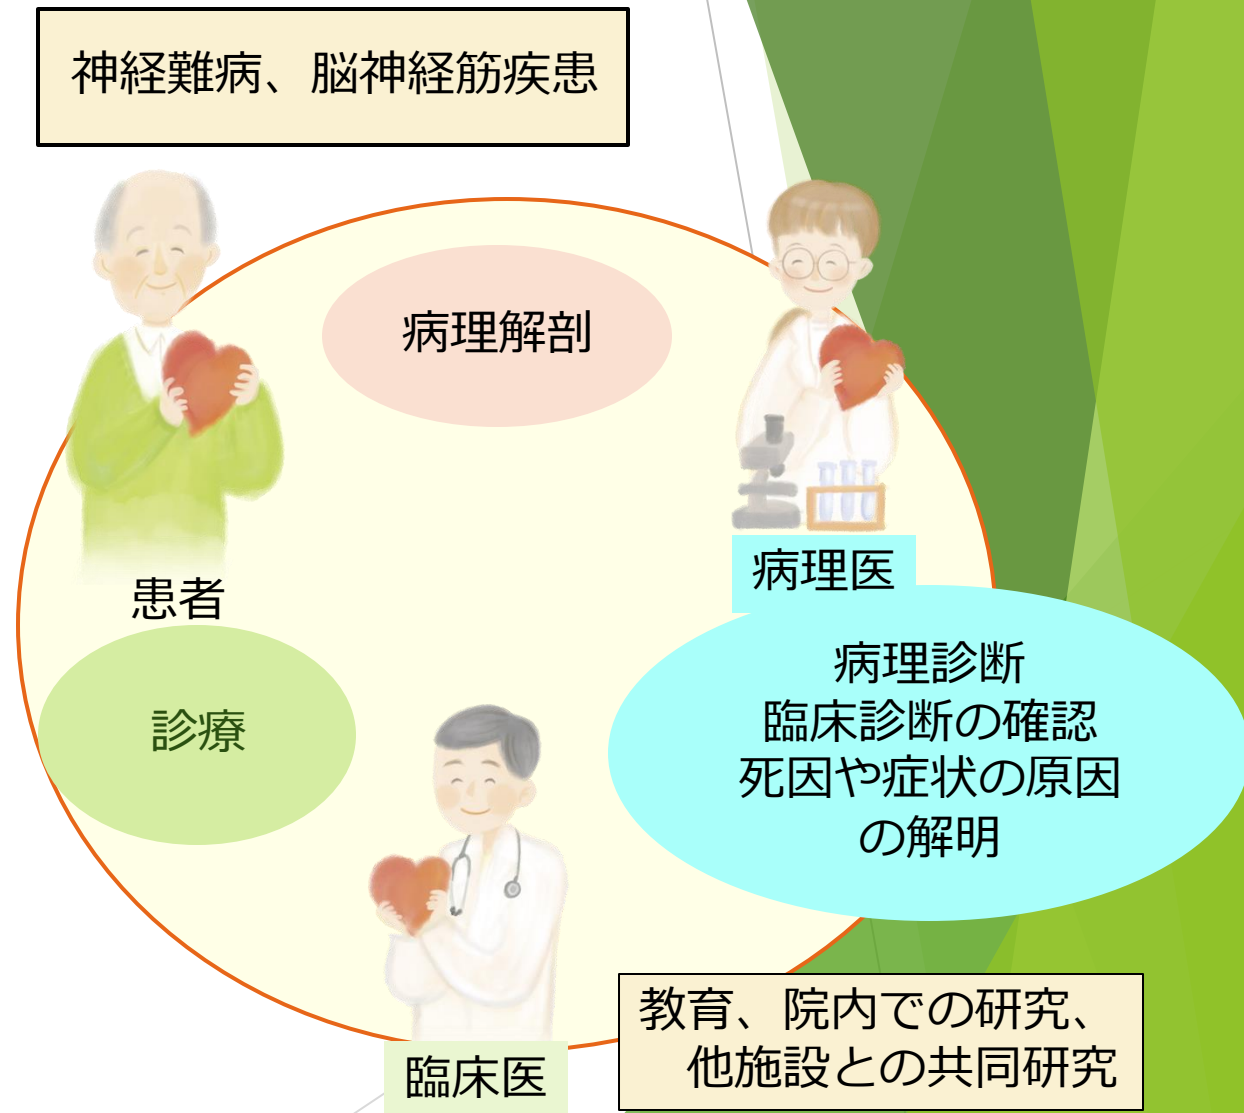 神経難病、脳神経筋疾患
病理解剖
病理医
患者
病理診断
臨床診断の確認
死因や症状の原因
の解明
診療
教育、院内での研究、
他施設との共同研究
臨床医